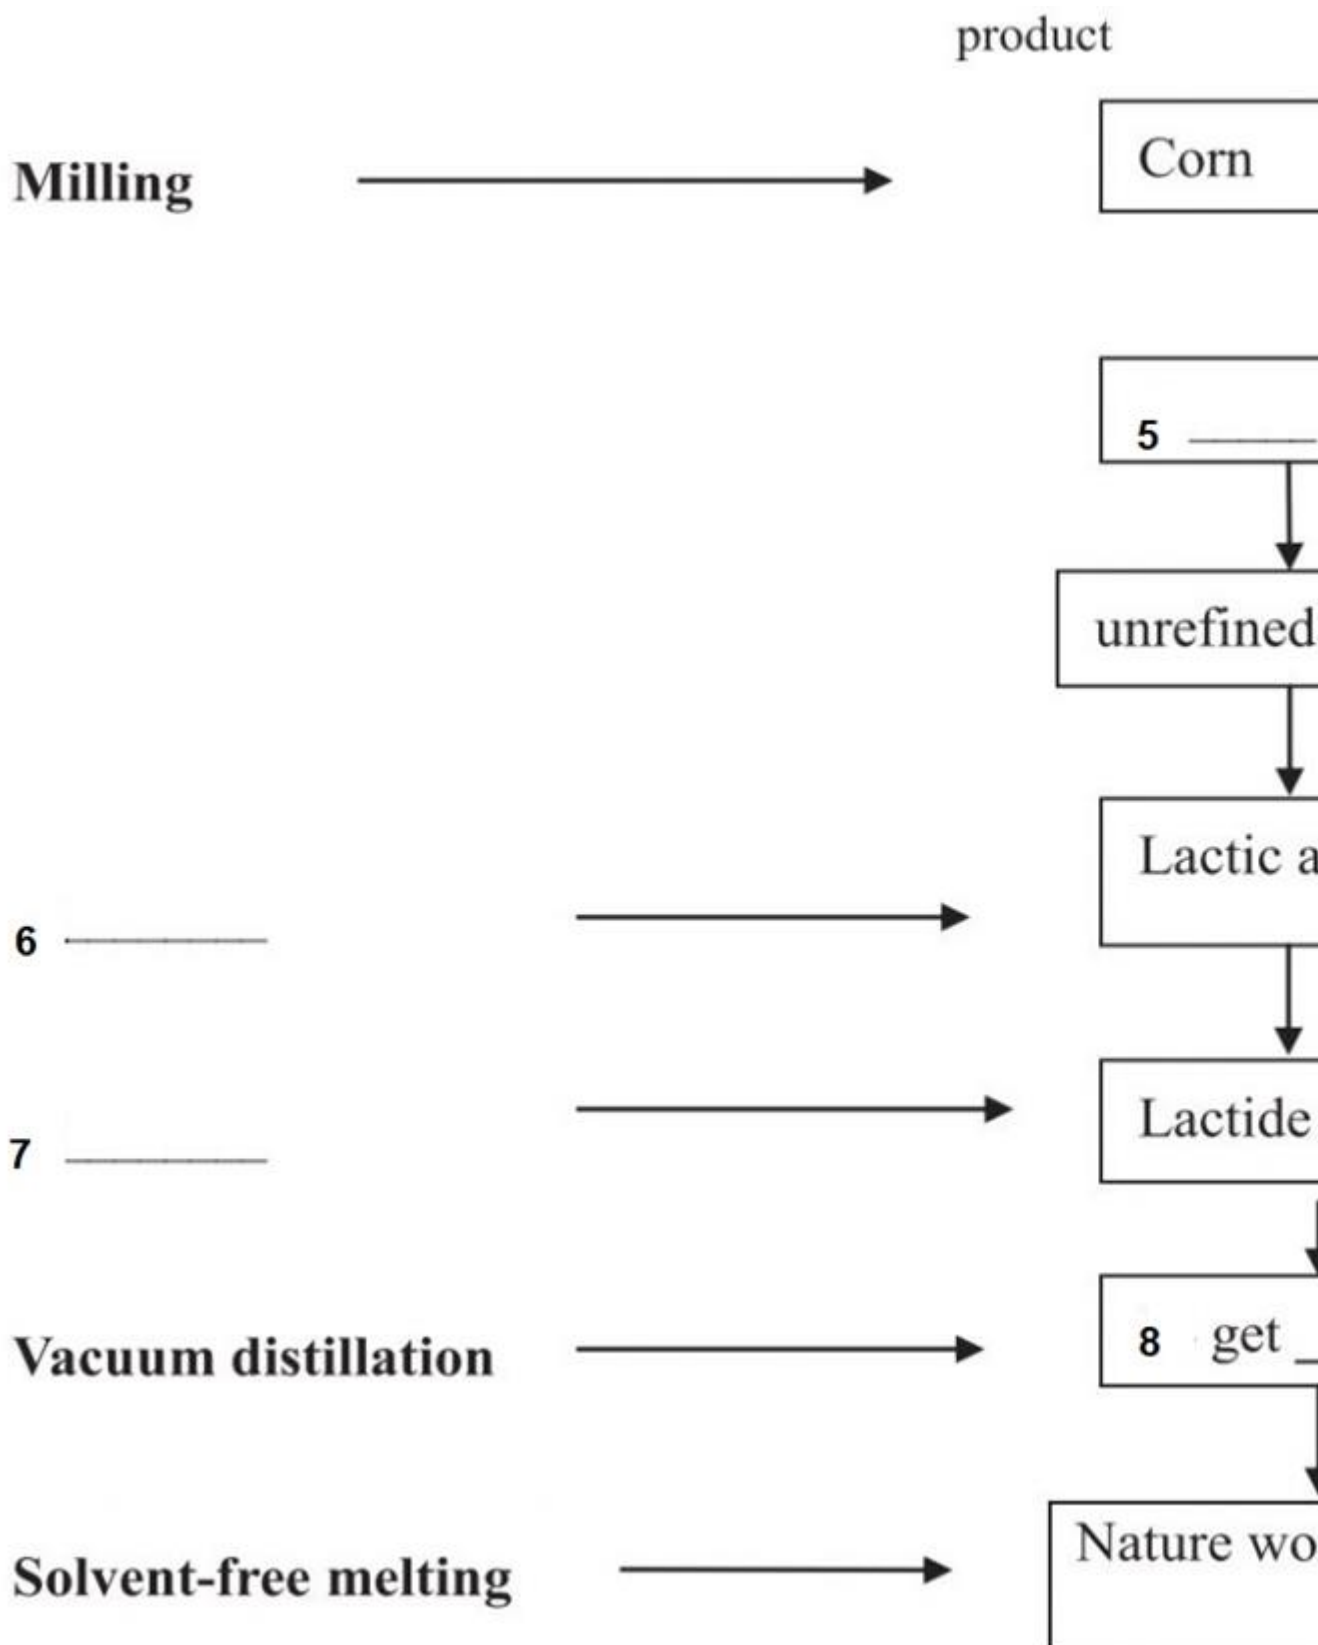 product
Milling
Corn
5
unrefined
Lactic a
6
Lactide
7
8 get
Vacuum distillation
Nature wo
Solvent-free melting